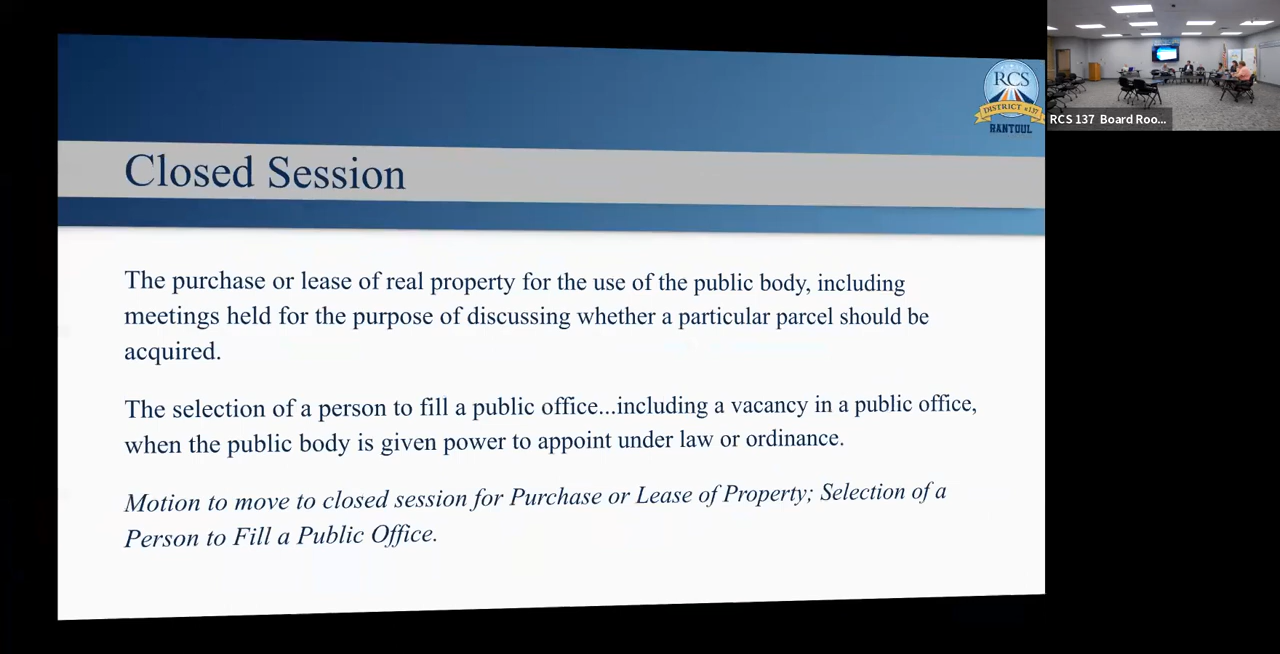 RCS
DISTRICT #137
RANTOUL
RCS 137 Board Roo...
Closed Session
The purchase or lease of real property for the use of the public body, including
meetings held for the purpose of discussing whether a particular parcel should be
acquired.
The selection of a person to fill a public office...including a vacancy in a public office,
when the public body is given power to appoint under law or ordinance.
Motion to move to closed session for Purchase or Lease of Property; Selection of a
Person to Fill a Public Office.